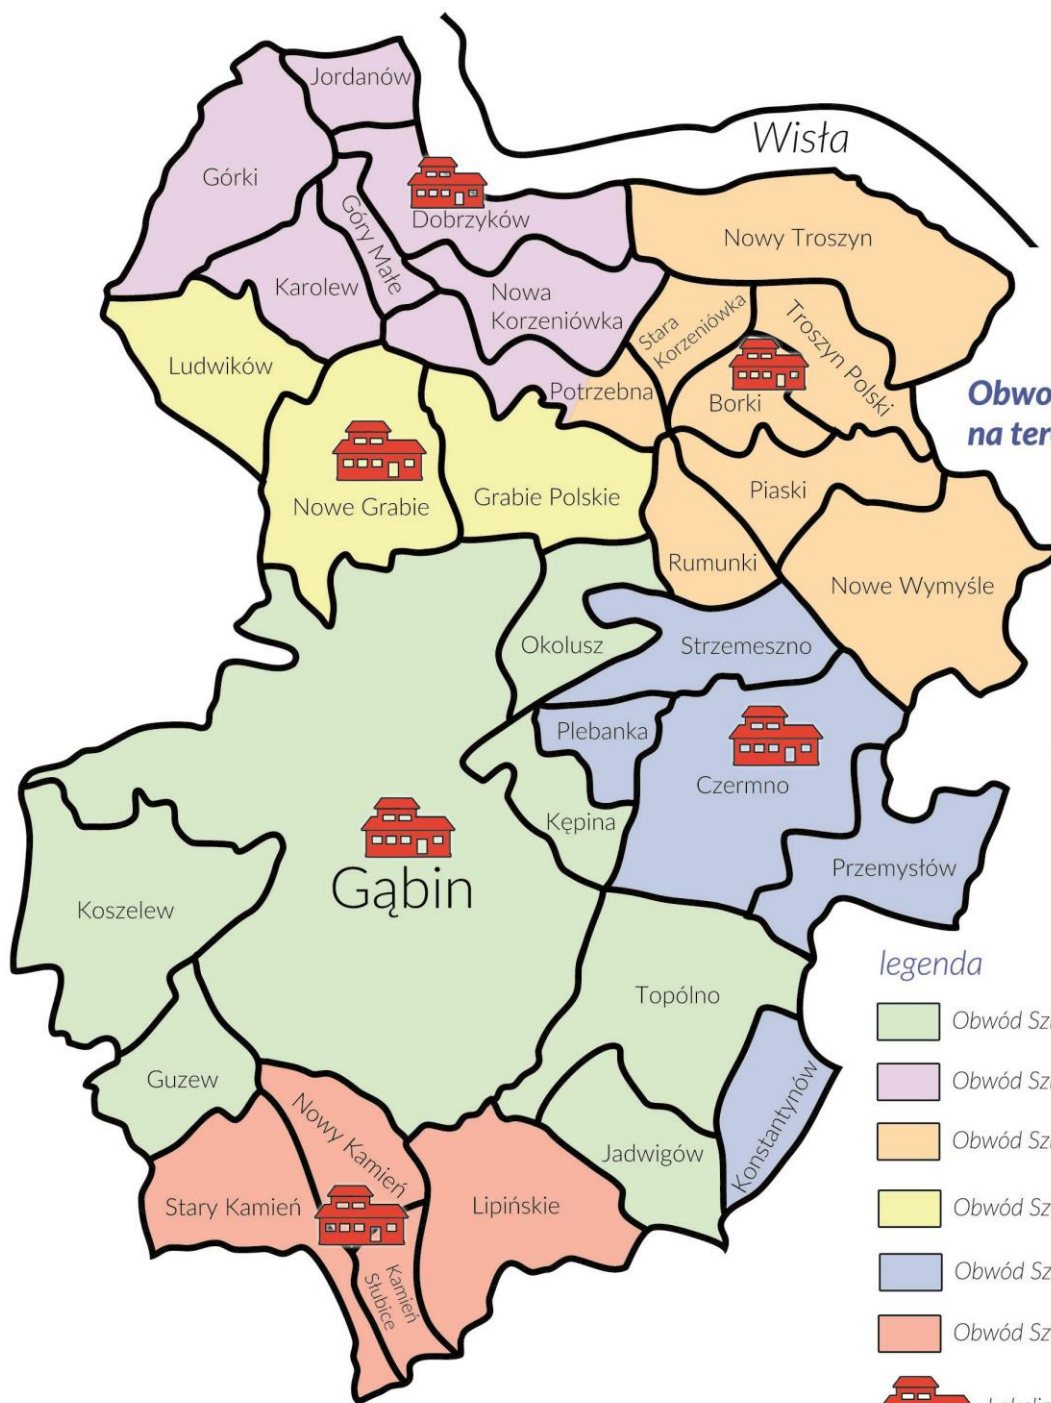 Jordanów
Wisła
Górki
Dobrzyków
Góry Małe
Nowy Troszyn
Karolew
Nowa
Korzeniówka
Stara
Korzeniówka
Troszyn Polski
Ludwików
Potrzebna
Borki
Obwo
na ter
Piaski
Nowe Grabie
Grabie Polskie
Rumunki
Nowe Wymyśle
Okolusz
Strzemeszno
Plebanka
Czermno
Kępina
Przemysłów
Gąbin
Koszelew
legenda
Topólno
Obwód Sz
Guzew
Obwód Sz
Konstantynów
Nowy Kamień
Obwód Sz
Jadwigów
Stary Kamień
Lipińskie
Obwód Sz
Kamień
Słubice
Obwód Sz
Obwód Sz